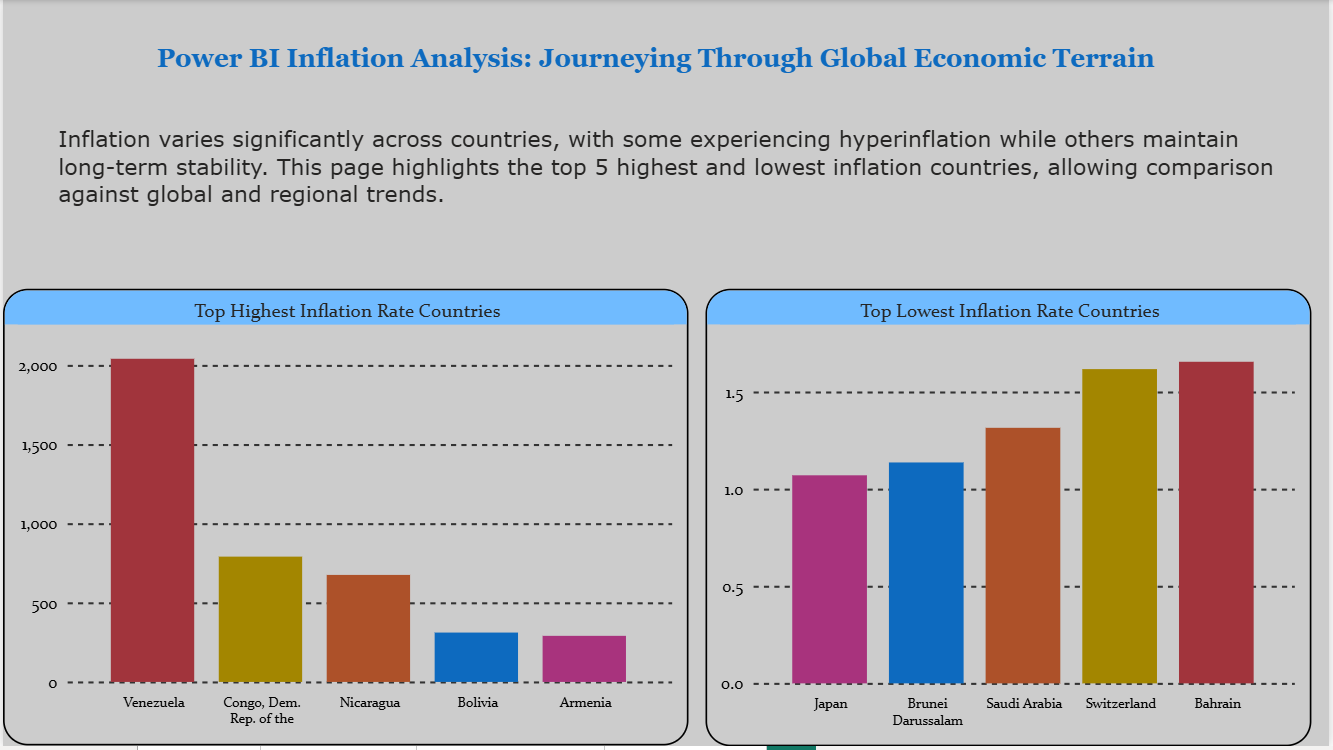 Power BI Inflation Analysis: Journeying Through Global Economic Terrain
Inflation varies significantly across countries, with some experiencing hyperinflation while others maintain
long-term stability. This page highlights the top 5 highest and lowest inflation countries, allowing comparison
against global and regional trends.
Top Highest Inflation Rate Countries
2,000
1,500
1,000
500
0
Venezuela
Congo, Dem.
Rep. of the
Nicaragua
Bolivia
Armenia
Top Lowest Inflation Rate Countries
1.5
1.0
0.5
0.0
Japan
Brunei
Darussalam
Saudi Arabia
Switzerland
Bahrain